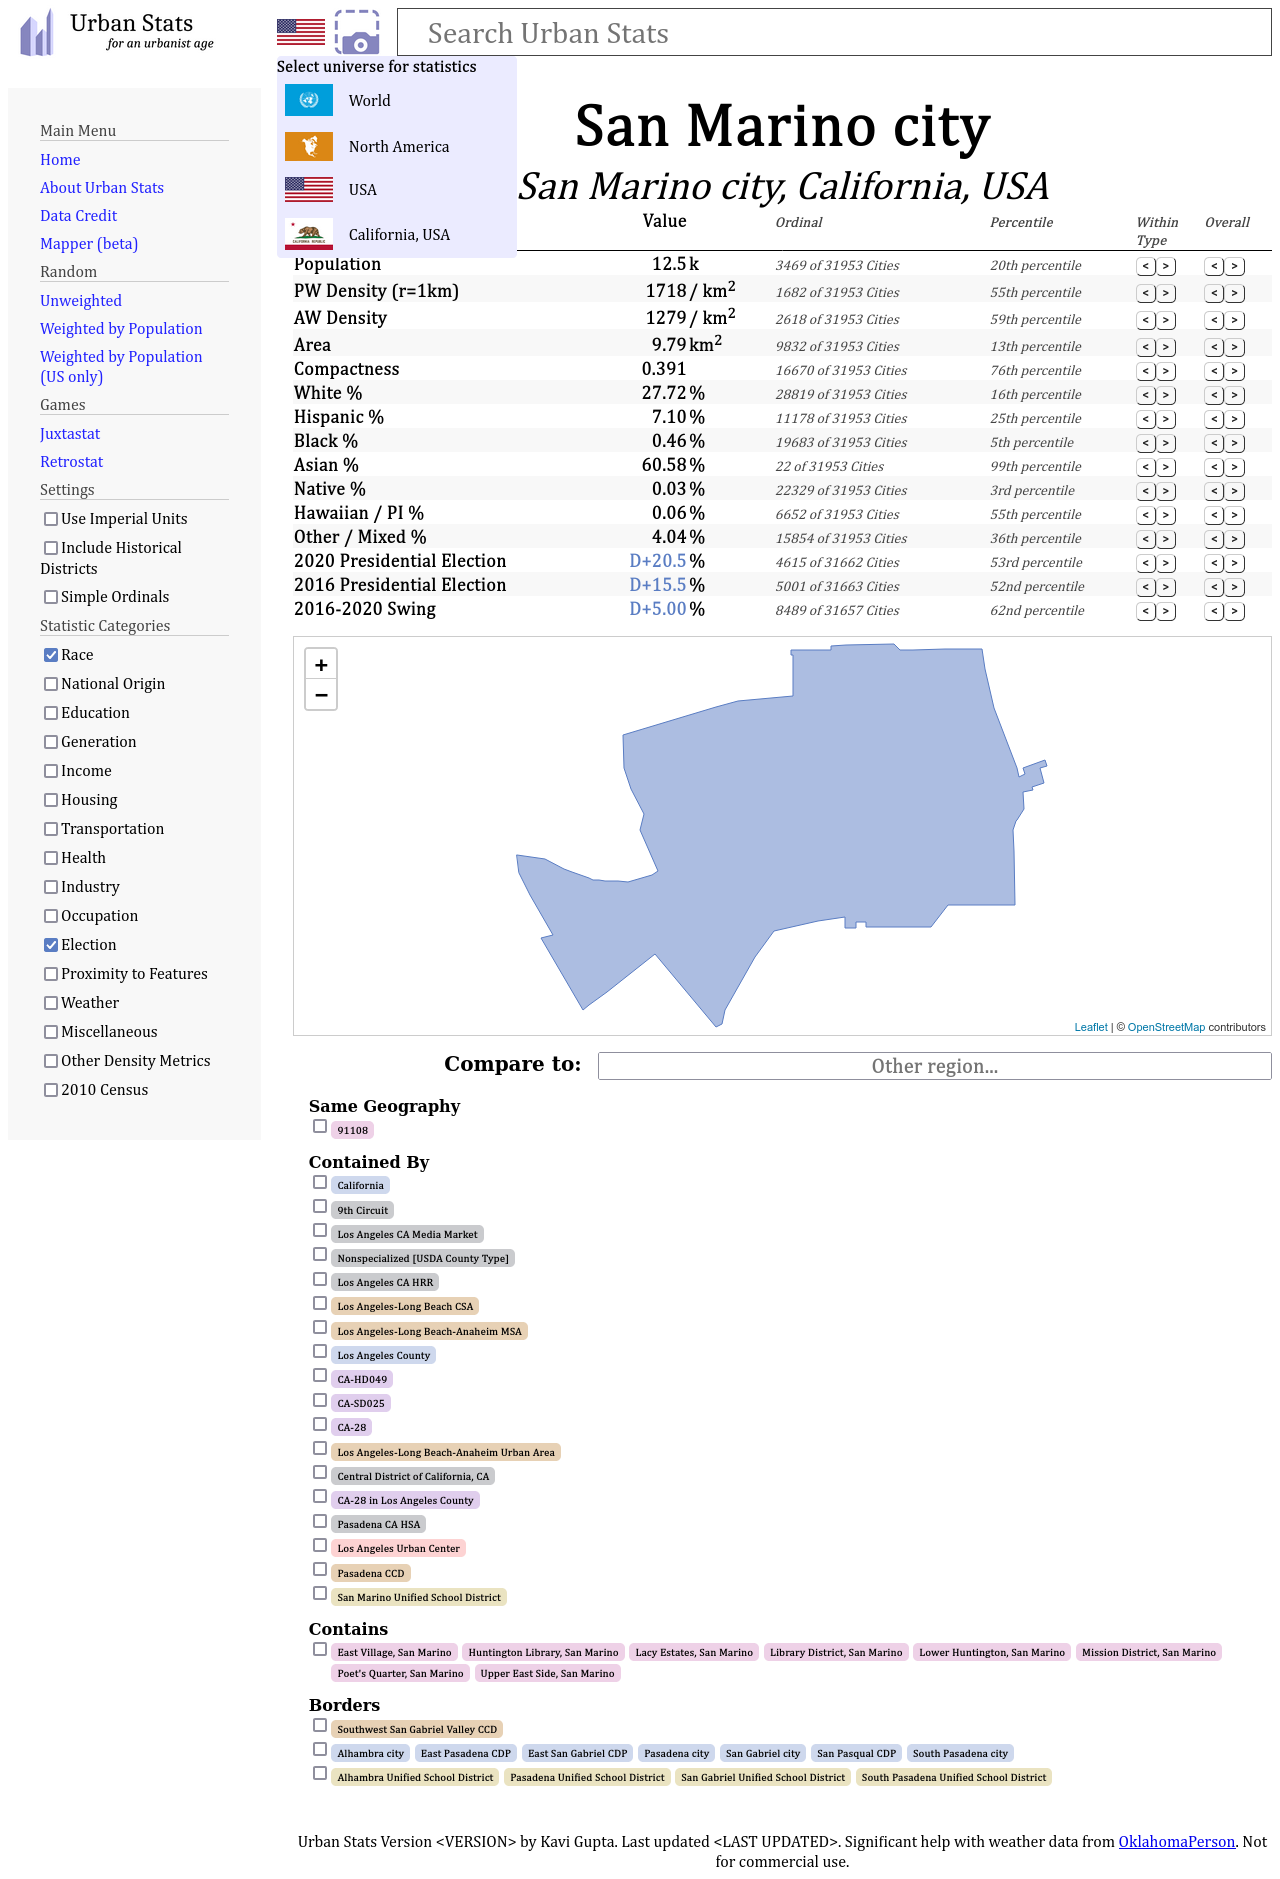 Urban Stats
for an urbanist age
Search Urban Stats
Select universe for statistics
World
North America
USA
California, USA
Main Menu
Home
About Urban Stats
Data Credit
Mapper (beta)
Random
Unweighted
Weighted by Population
Weighted by Population
(US only)
Games
Juxtastat
Retrostat
Settings
Use Imperial Units
Include Historical
Districts
Simple Ordinals
Statistic Categories
Race
National Origin
Education
Generation
Income
Housing
Transportation
Health
Industry
Occupation
Election
Proximity to Features
Weather
Miscellaneous
Other Density Metrics
2010 Census
San Marino city
San Marino city, California, USA
Value Ordinal Percentile Within Type Overall
Population 12.5 k 3469 of 31953 Cities 20th percentile < > < >
PW Density (r=1km) 1718 / km² 1682 of 31953 Cities 55th percentile < > < >
AW Density 1279 / km² 2618 of 31953 Cities 59th percentile < > < >
Area 9.79 km² 9832 of 31953 Cities 13th percentile < > < >
Compactness 0.391 16670 of 31953 Cities 76th percentile < > < >
White % 27.72 % 28819 of 31953 Cities 16th percentile < > < >
Hispanic % 7.10 % 11178 of 31953 Cities 25th percentile < > < >
Black % 0.46 % 19683 of 31953 Cities 5th percentile < > < >
Asian % 60.58 % 22 of 31953 Cities 99th percentile < > < >
Native % 0.03 % 22329 of 31953 Cities 3rd percentile < > < >
Hawaiian / PI % 0.06 % 6652 of 31953 Cities 55th percentile < > < >
Other / Mixed % 4.04 % 15854 of 31953 Cities 36th percentile < > < >
2020 Presidential Election D+20.5 % 4615 of 31662 Cities 53rd percentile < > < >
2016 Presidential Election D+15.5 % 5001 of 31663 Cities 52nd percentile < > < >
2016-2020 Swing D+5.00 % 8489 of 31657 Cities 62nd percentile < > < >
+
−
Leaflet | © OpenStreetMap contributors
Compare to: Other region...
Same Geography
91108
Contained By
California
9th Circuit
Los Angeles CA Media Market
Nonspecialized [USDA County Type]
Los Angeles CA HRR
Los Angeles-Long Beach CSA
Los Angeles-Long Beach-Anaheim MSA
Los Angeles County
CA-HD049
CA-SD025
CA-28
Los Angeles-Long Beach-Anaheim Urban Area
Central District of California, CA
CA-28 in Los Angeles County
Pasadena CA HSA
Los Angeles Urban Center
Pasadena CCD
San Marino Unified School District
Contains
East Village, San Marino Huntington Library, San Marino Lacy Estates, San Marino Library District, San Marino Lower Huntington, San Marino Mission District, San Marino
Poet's Quarter, San Marino Upper East Side, San Marino
Borders
Southwest San Gabriel Valley CCD
Alhambra city East Pasadena CDP East San Gabriel CDP Pasadena city San Gabriel city San Pasqual CDP South Pasadena city
Alhambra Unified School District Pasadena Unified School District San Gabriel Unified School District South Pasadena Unified School District
Urban Stats Version <VERSION> by Kavi Gupta. Last updated <LAST UPDATED>. Significant help with weather data from OklahomaPerson. Not
for commercial use.